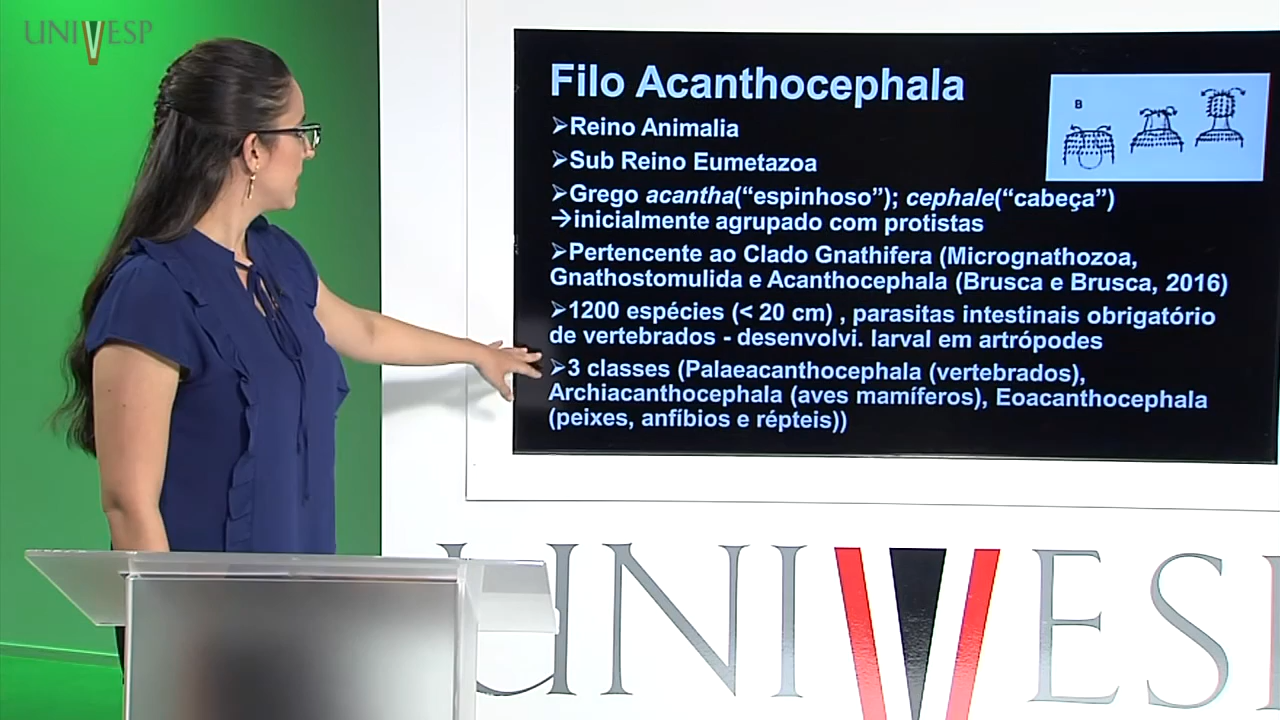 UNIVESP
Filo Acanthocephala
B
➢Reino Animalia
➢Sub Reino Eumetazoa
➢Grego acantha(“espinhoso”); cephale(“cabeça”)
→inicialmente agrupado com protistas
➢Pertencente ao Clado Gnathifera (Micrognathozoa,
Gnathostomulida e Acanthocephala (Brusca e Brusca, 2016)
➢1200 espécies (< 20 cm) , parasitas intestinais obrigatório
de vertebrados - desenvolvi. larval em artrópodes
➢3 classes (Palaeacanthocephala (vertebrados),
Archiacanthocephala (aves mamíferos), Eoacanthocephala
(peixes, anfíbios e répteis))
UNIVES